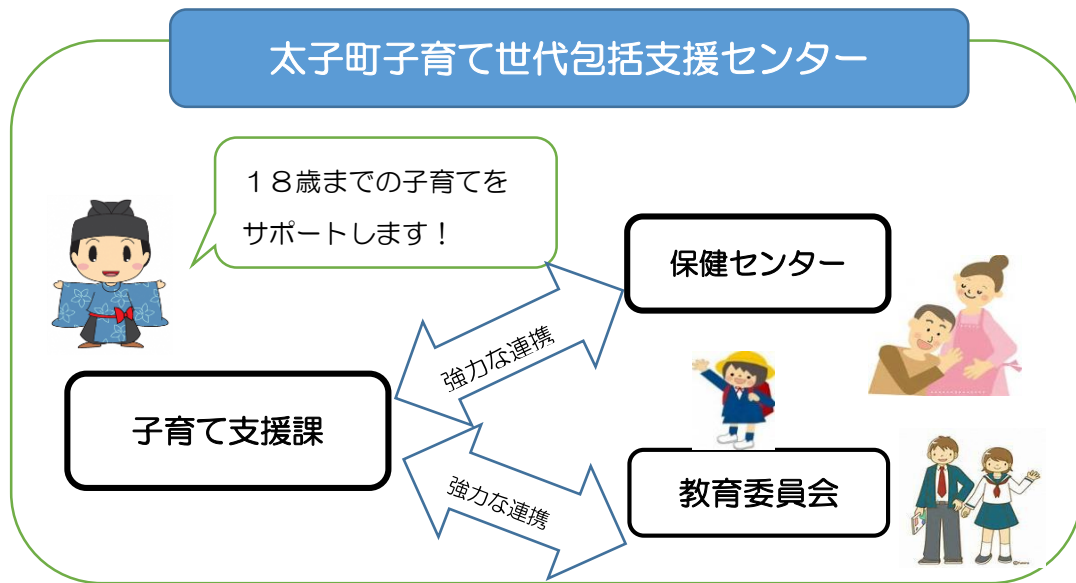 太子町子育て世代包括支援センター
１８歳までの子育てを
サポートします！
保健センター
強力な連携
子育て支援課
強力な連携
教育委員会